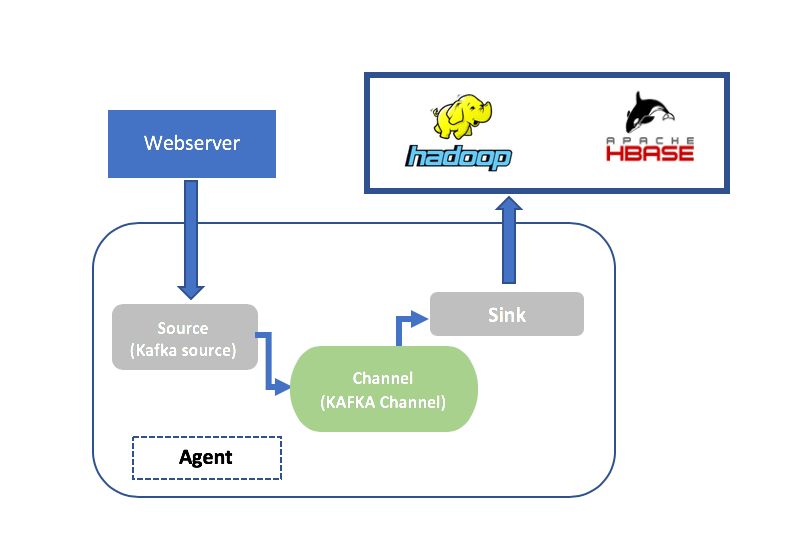 Webserver
hadoop
APACHE
HBASE
Source
(Kafka source)
Sink
Channel
(KAFKA Channel)
Agent